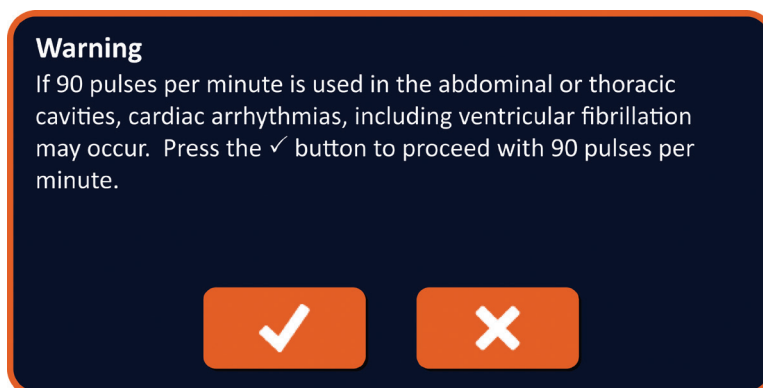 Warning
If 90 pulses per minute is used in the abdominal or thoracic
cavities, cardiac arrhythmias, including ventricular fibrillation
may occur.  Press the ✓ button to proceed with 90 pulses per
minute.